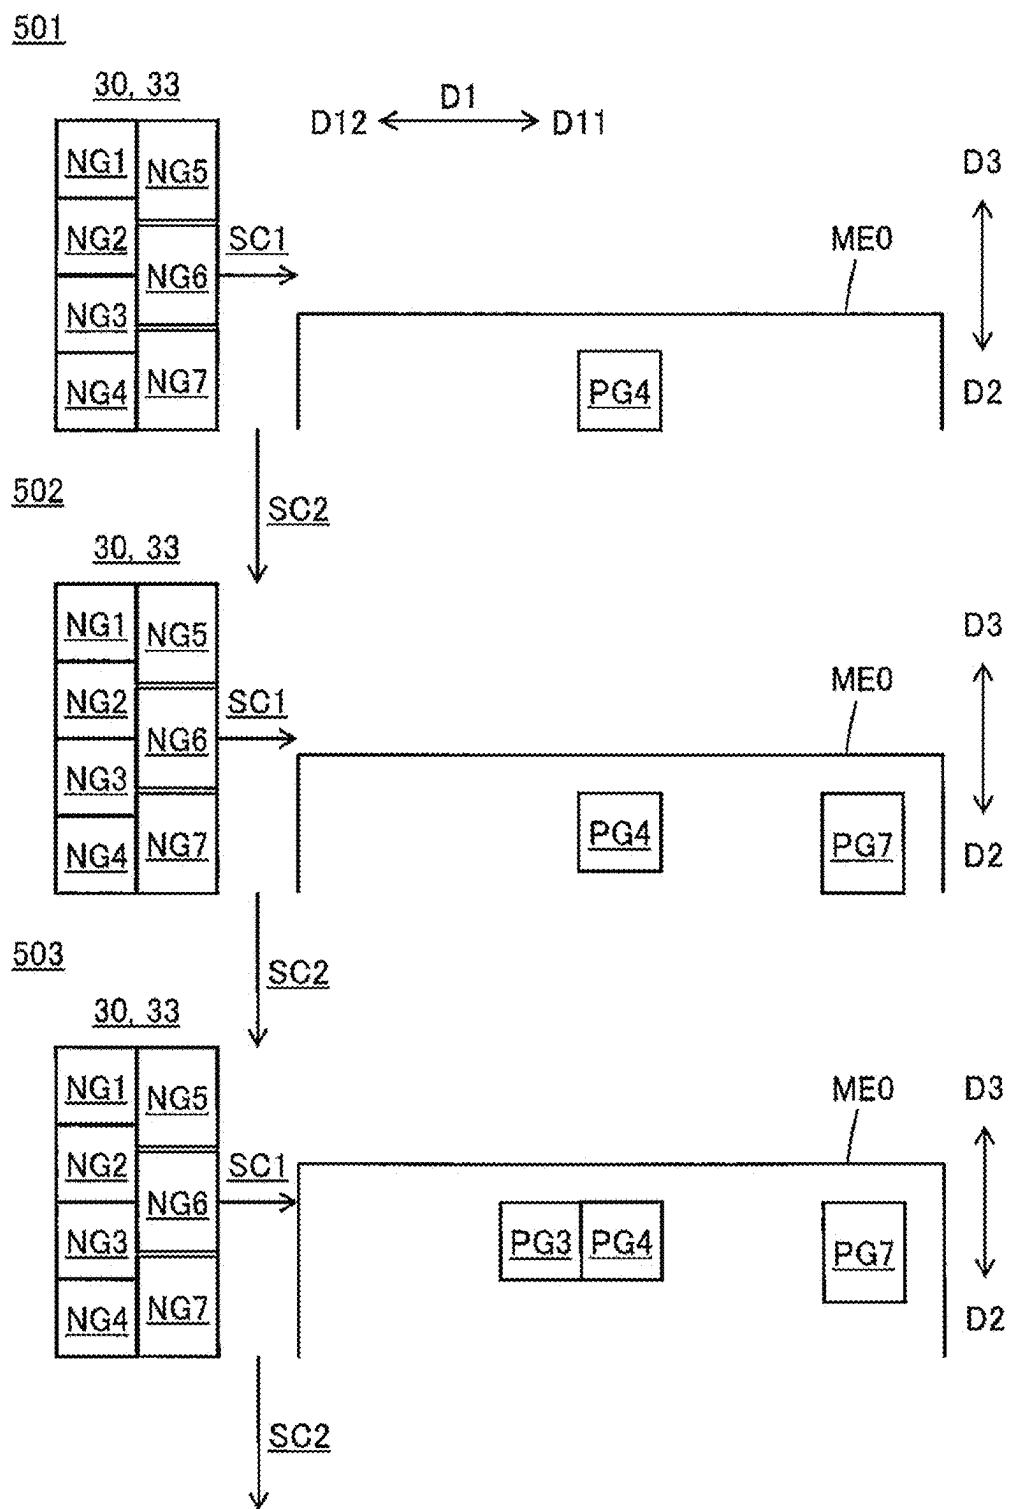 501
30, 33
D12 D1 D11
NG1 NG5
NG2 NG6
NG3 NG7
NG4
SC1
ME0
D3
D2
PG4
SC2
502
30, 33
NG1 NG5
NG2 NG6
NG3 NG7
NG4
SC1
ME0
D3
D2
PG4 PG7
SC2
503
30, 33
NG1 NG5
NG2 NG6
NG3 NG7
NG4
SC1
ME0
D3
D2
PG3 PG4 PG7
SC2